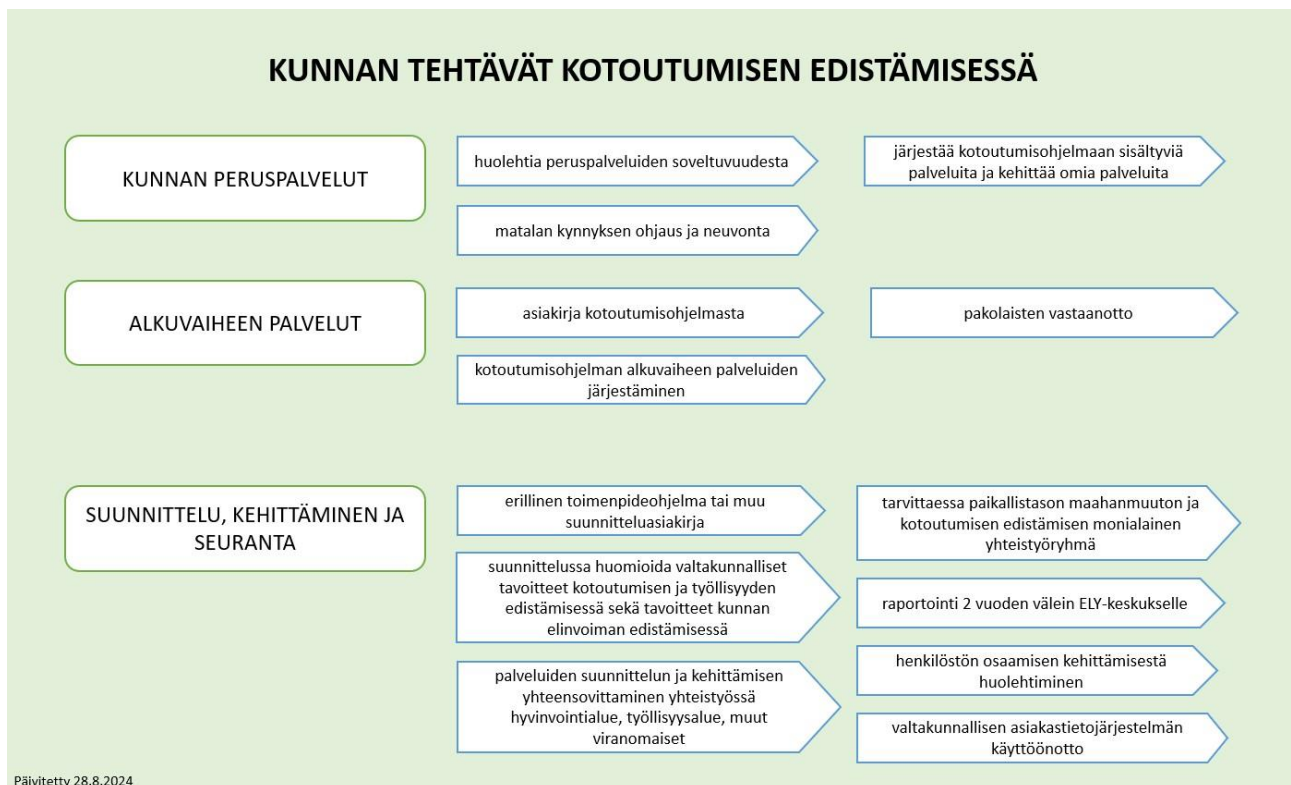 KUNNAN TEHTÄVÄT KOTOUTUMISEN EDISTÄMISESSÄ
KUNNAN PERUSPALVELUT
huolehtia peruspalveluiden soveltuvuudesta
järjestää kotoutumisohjelmaan sisältyviä
palveluita ja kehittää omia palveluita
matalan kynnyksen ohjaus ja neuvonta
ALKUVAIHEEN PALVELUT
asiakirja kotoutumisohjelmasta
pakolaisten vastaanotto
kotoutumisohjelman alkuvaiheen palveluiden
järjestäminen
SUUNNITTELU, KEHITTÄMINEN JA
SEURANTA
erillinen toimenpideohjelma tai muu
suunnitteluasiakirja
suunnittelussa huomioida valtakunnalliset
tavoitteet kotoutumisen ja työllisyyden
edistämisessä sekä tavoitteet kunnan
elinvoiman edistämisessä
palveluiden suunnittelun ja kehittämisen
yhteensovittaminen yhteistyössä
hyvinvointialue, työllisyysalue, muut
viranomaiset
tarvittaessa paikallistason maahanmuuton ja
kotoutumisen edistämisen monialainen
yhteistyöryhmä
raportointi 2 vuoden välein ELY-keskukselle
henkilöstön osaamisen kehittämisestä
huolehtiminen
valtakunnallisen asiakastietojärjestelmän
käyttöönotto
Päivitetty 28.8.2024